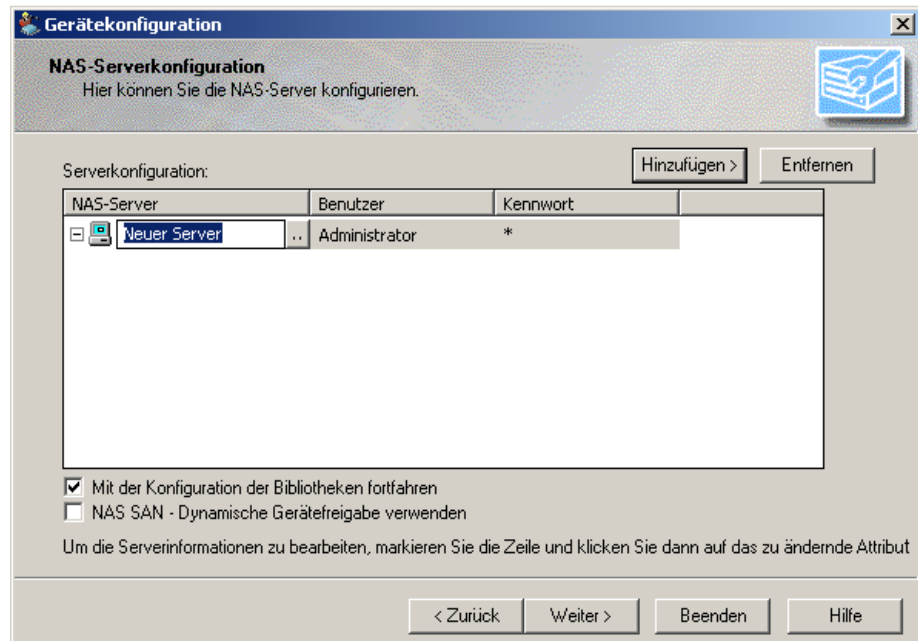 Gerätekonfiguration
NAS-Serverkonfiguration
Hier können Sie die NAS-Server konfigurieren.
Serverkonfiguration:
Hinzufügen >
Entfernen
NAS-Server Benutzer Kennwort
Neuer Server .. Administrator *
Mit der Konfiguration der Bibliotheken fortfahren
NAS SAN - Dynamische Gerätefreigabe verwenden
Um die Serverinformationen zu bearbeiten, markieren Sie die Zeile und klicken Sie dann auf das zu ändernde Attribut
< Zurück Weiter > Beenden Hilfe